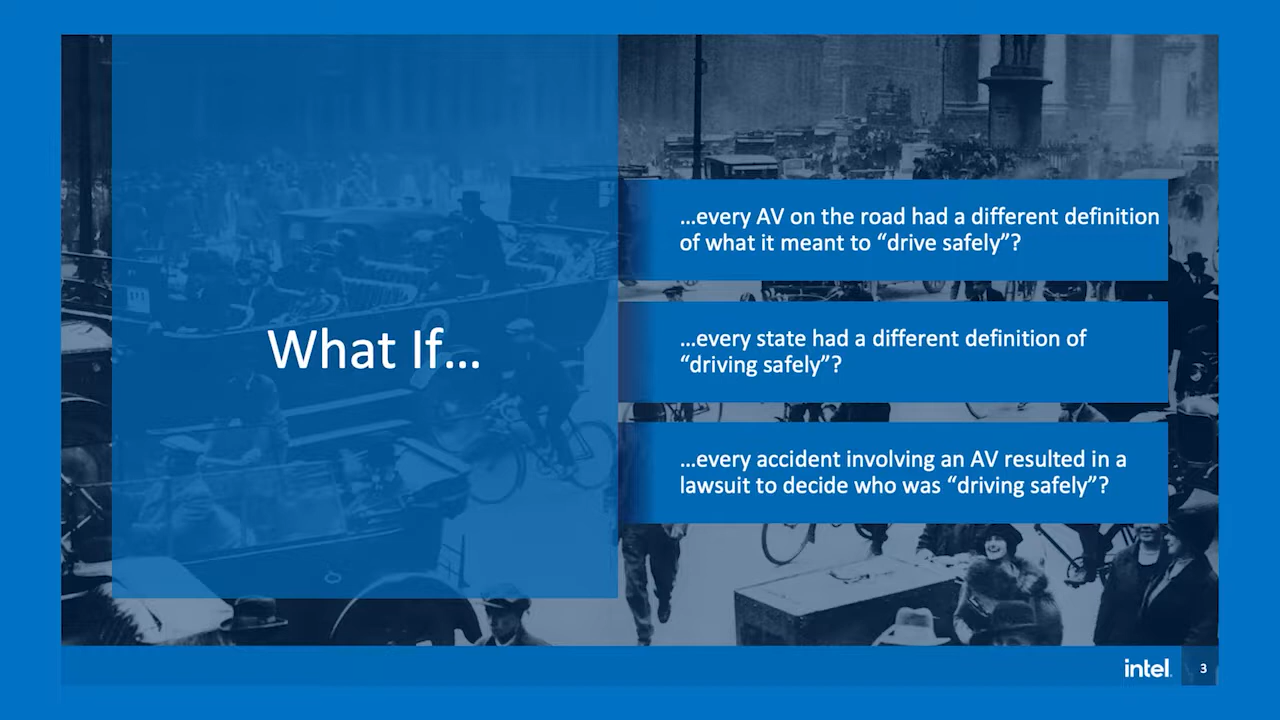 What If...
...every AV on the road had a different definition
of what it meant to “drive safely”?
...every state had a different definition of
“driving safely”?
...every accident involving an AV resulted in a
lawsuit to decide who was “driving safely”?
intel.
3